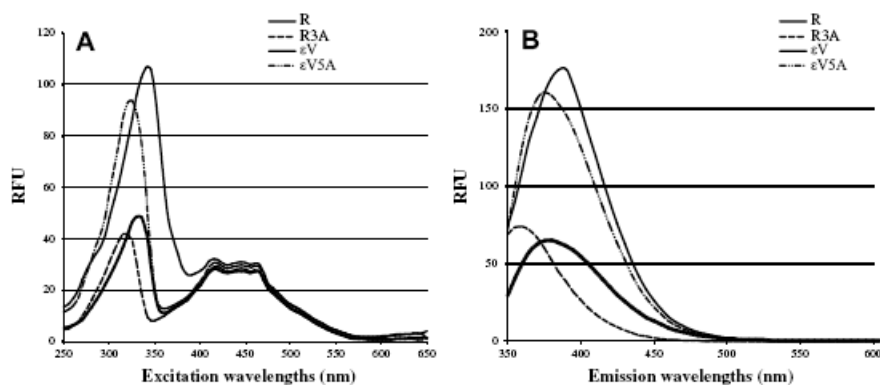 A
R
R3A
εV
εV5A
120
100
80
60
40
20
0
RFU
250
300
350
400
450
500
550
600
650
Excitation wavelengths (nm)
B
R
R3A
εV
εV5A
200
150
100
50
0
RFU
350
400
450
500
550
600
Emission wavelengths (nm)